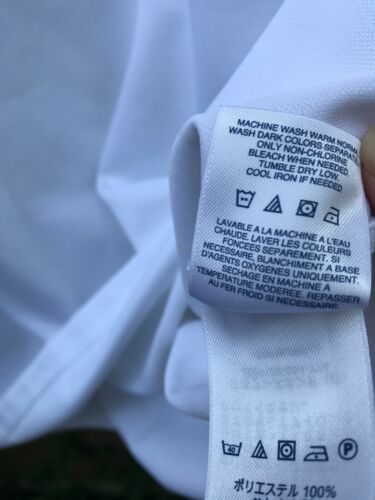 MACHINE WASH WARM NORMAL
WASH DARK COLORS SEPARATELY
ONLY NON-CHLORINE
BLEACH WHEN NEEDED
TUMBLE DRY LOW.
COOL IRON IF NEEDED.
LAVABLE A LA MACHINE A L'EAU
CHAUDE. LAVER LES COULEURS
FONCÉES SEPAREMENT. SI
NECESSAIRE, BLANCHIMENT A BASE
D'AGENTS OXYGENES UNIQUEMENT.
SECHAGE EN MACHINE A
TEMPERATURE MODEREE. REPASSER
AU FER FROID SI NECESSAIRE.
40
P
ポリエステル 100%